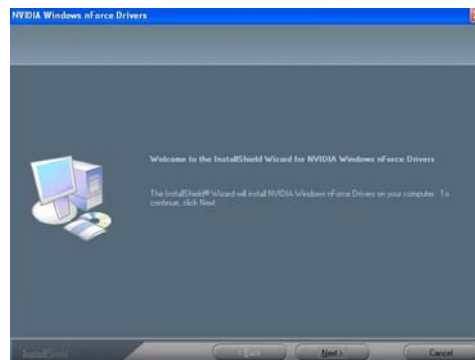 NVIDIA Windows nForce Drivers
Welcome to the InstallShield Wizard for NVIDIA Windows nForce Drivers
The InstallShield® Wizard will install NVIDIA Windows nForce Drivers on your computer. To
continue, click Next
InstallShield
< Back
Next >
Cancel